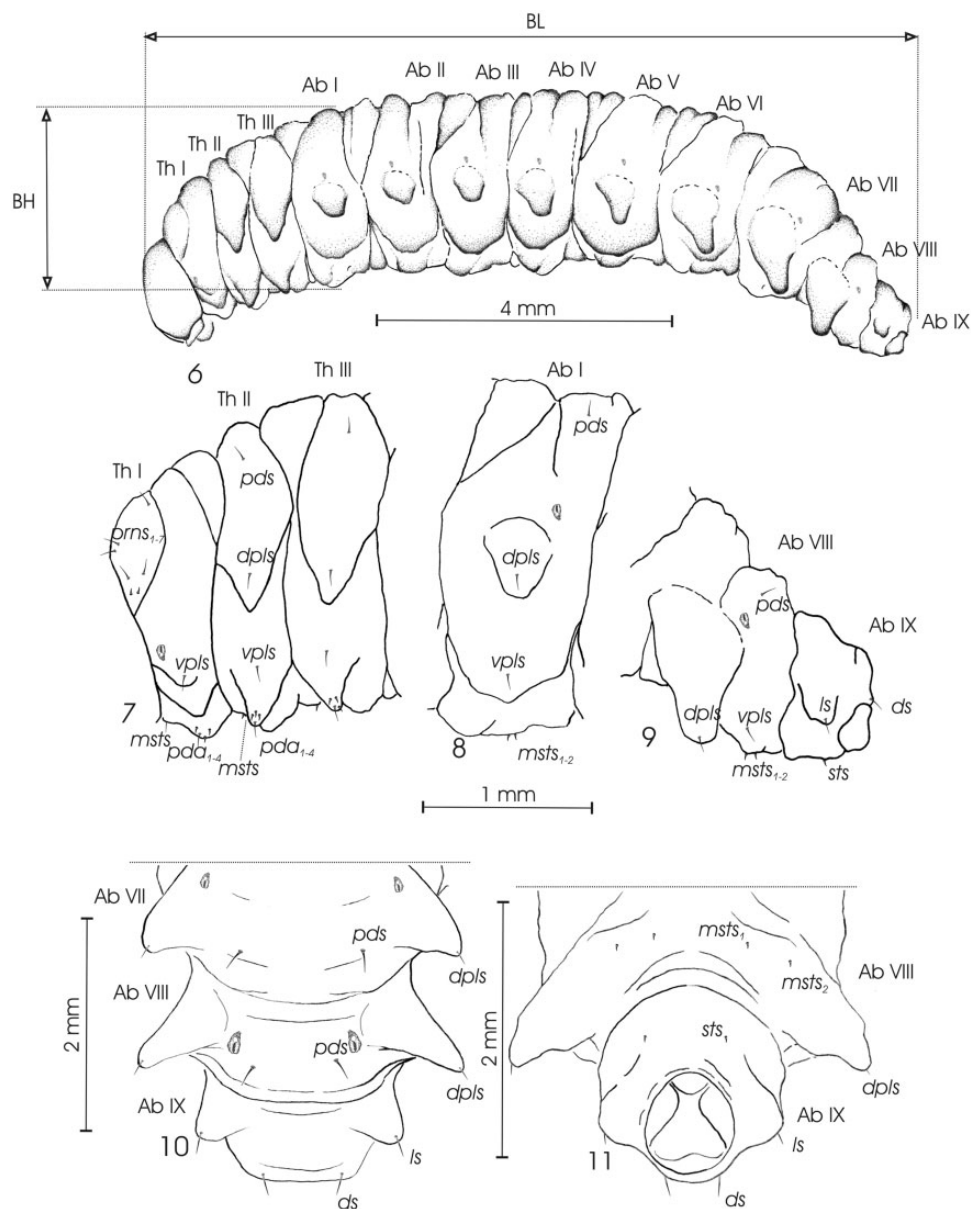 BL
Ab I
Ab II
Ab III
Ab IV
Ab V
Ab VI
Ab VII
Ab VIII
Ab IX
Th III
Th II
Th I
BH
4 mm
6
Th I
Th II
Th III
prns1-7
pds
dpls
vpls
vpls
7
msts
pda1-4
msts
pda1-4
Ab I
pds
dpls
vpls
8
msts1-2
Ab VIII
pds
Ab IX
ls
ds
dpls
vpls
9
msts1-2
sts
1 mm
Ab VII
pds
dpls
Ab VIII
2 mm
pds
dpls
Ab IX
10
ls
ds
msts1
msts2
Ab VIII
2 mm
sts
dpls
Ab IX
11
ls
ds